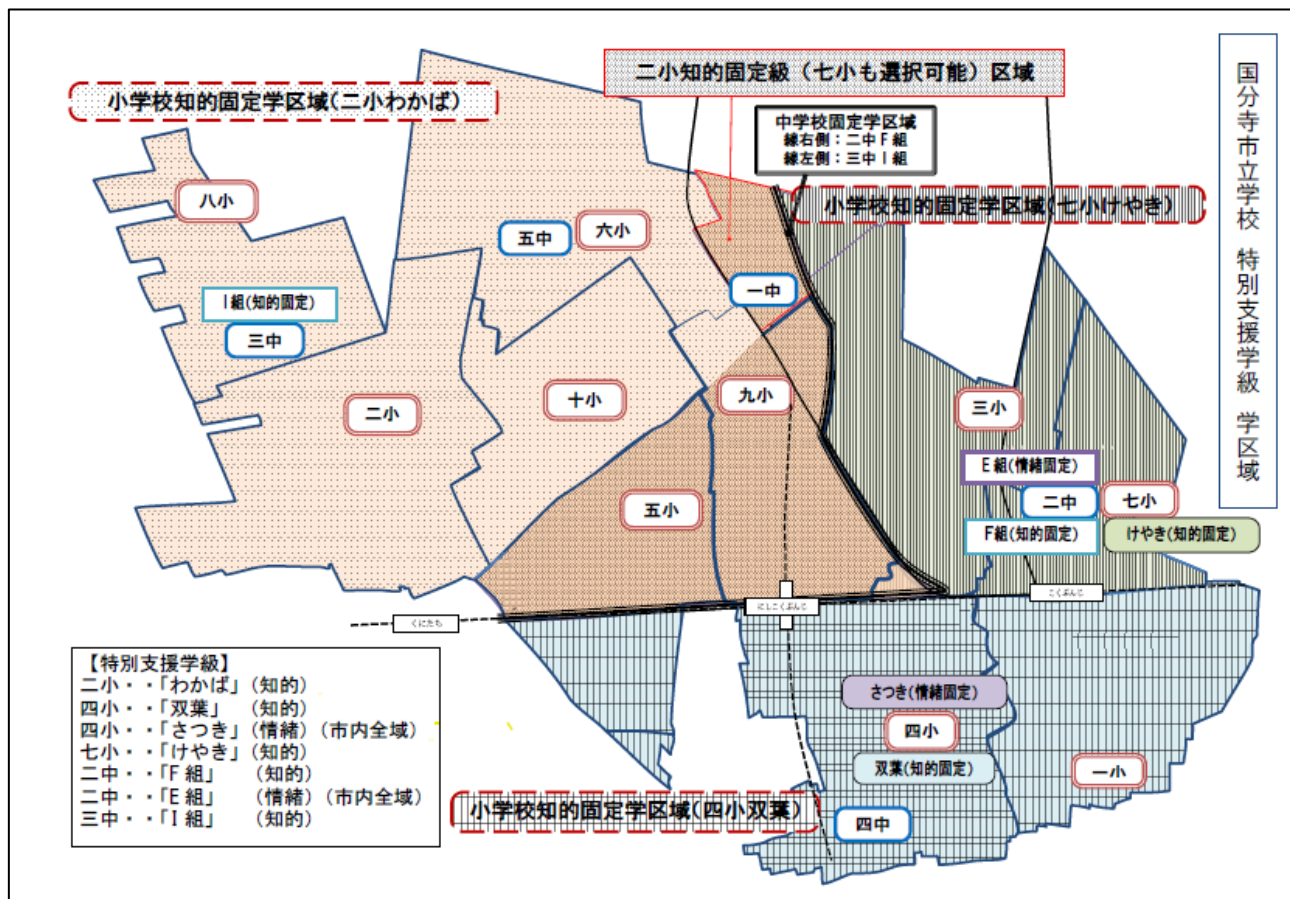 国分寺市立学校 特別支援学級 学区域
二小知的固定級（七小も選択可能）区域
小学校知的固定学区域（二小わかば）
中学校固定学区域
線右側：二中Ｆ組
線左側：三中Ｉ組
小学校知的固定学区域（七小けやき）
八小
五中
六小
一中
Ｉ組(知的固定)
三中
二小
十小
九小
三小
E組(情緒固定)
二中
七小
F組(知的固定)
けやき(知的固定)
五小
くにたち
にしこくぶんじ
こくぶんじ
【特別支援学級】
二小・・「わかば」（知的）
四小・・「双葉」（知的）
四小・・「さつき」（情緒）（市内全域）
七小・・「けやき」（知的）
二中・・「Ｆ組」（知的）
二中・・「Ｅ組」（情緒）（市内全域）
三中・・「Ｉ組」（知的）
さつき(情緒固定)
四小
双葉(知的固定)
一小
小学校知的固定学区域（四小双葉）
四中